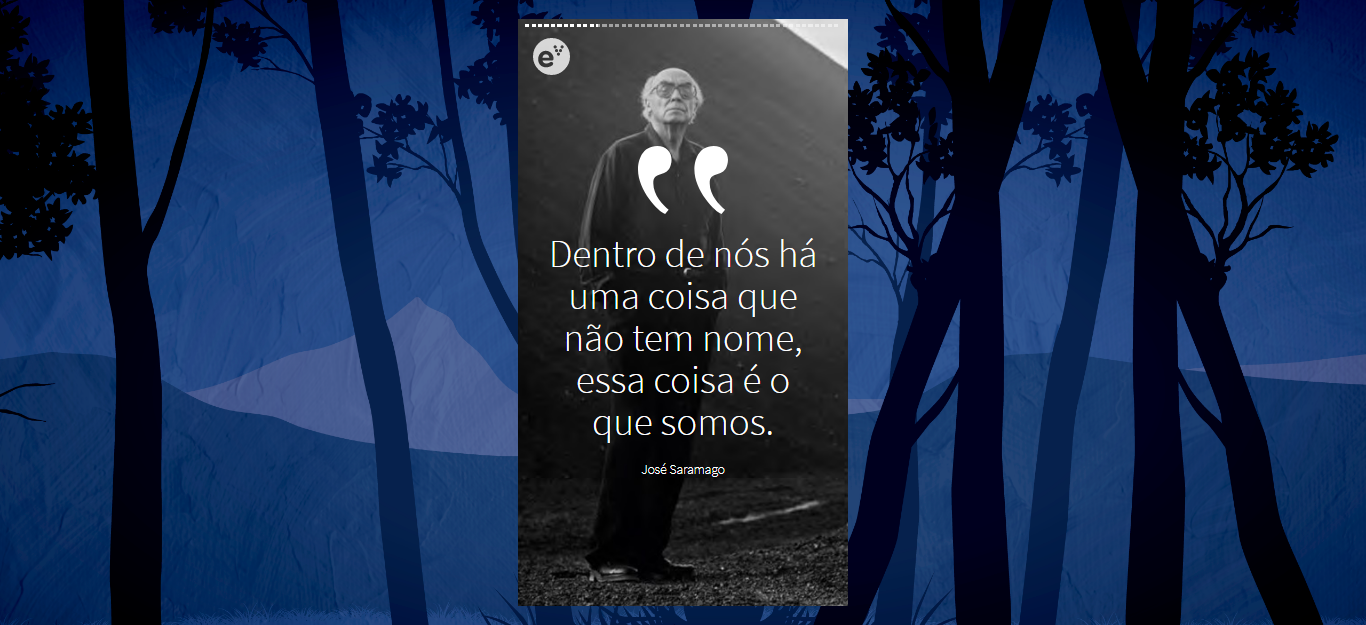 e
Dentro de nós há
uma coisa que
não tem nome,
essa coisa é o
que somos.
José Saramago